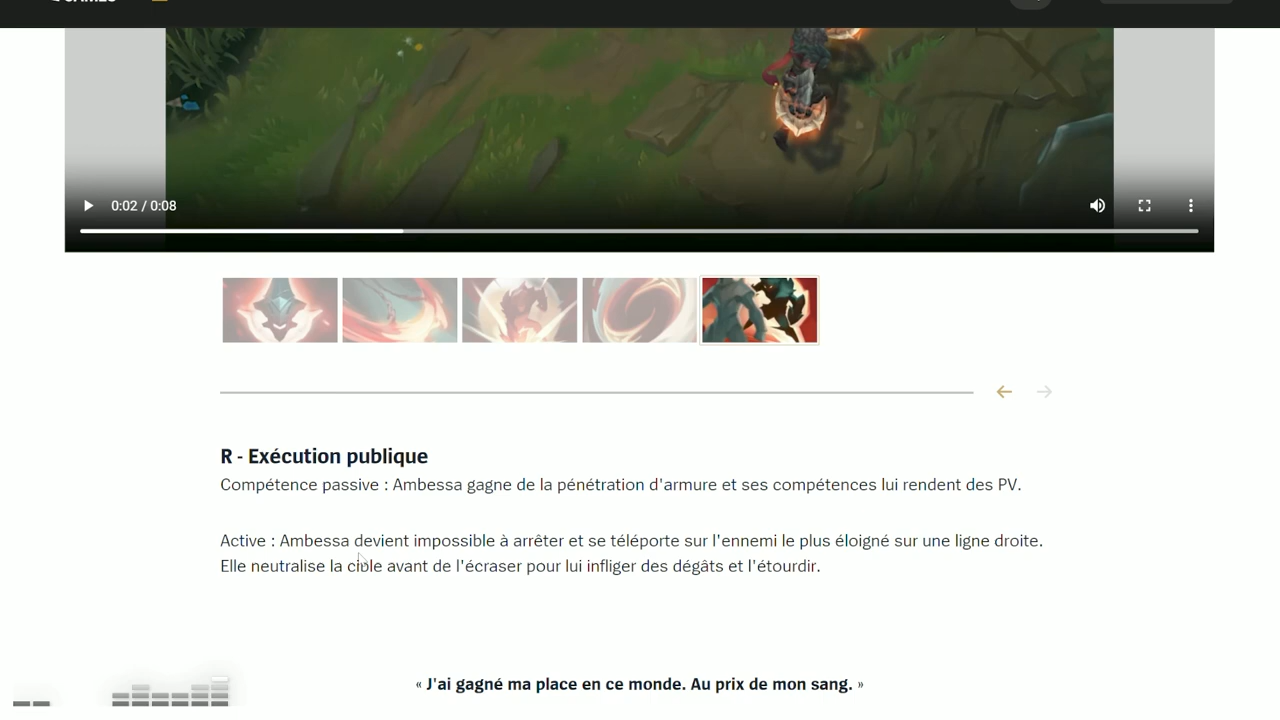 0:02 / 0:08
R - Exécution publique
Compétence passive : Ambessa gagne de la pénétration d'armure et ses compétences lui rendent des PV.
Active : Ambessa devient impossible à arrêter et se téléporte sur l'ennemi le plus éloigné sur une ligne droite.
Elle neutralise la cible avant de l'écraser pour lui infliger des dégâts et l'étourdir.
« J'ai gagné ma place en ce monde. Au prix de mon sang. »